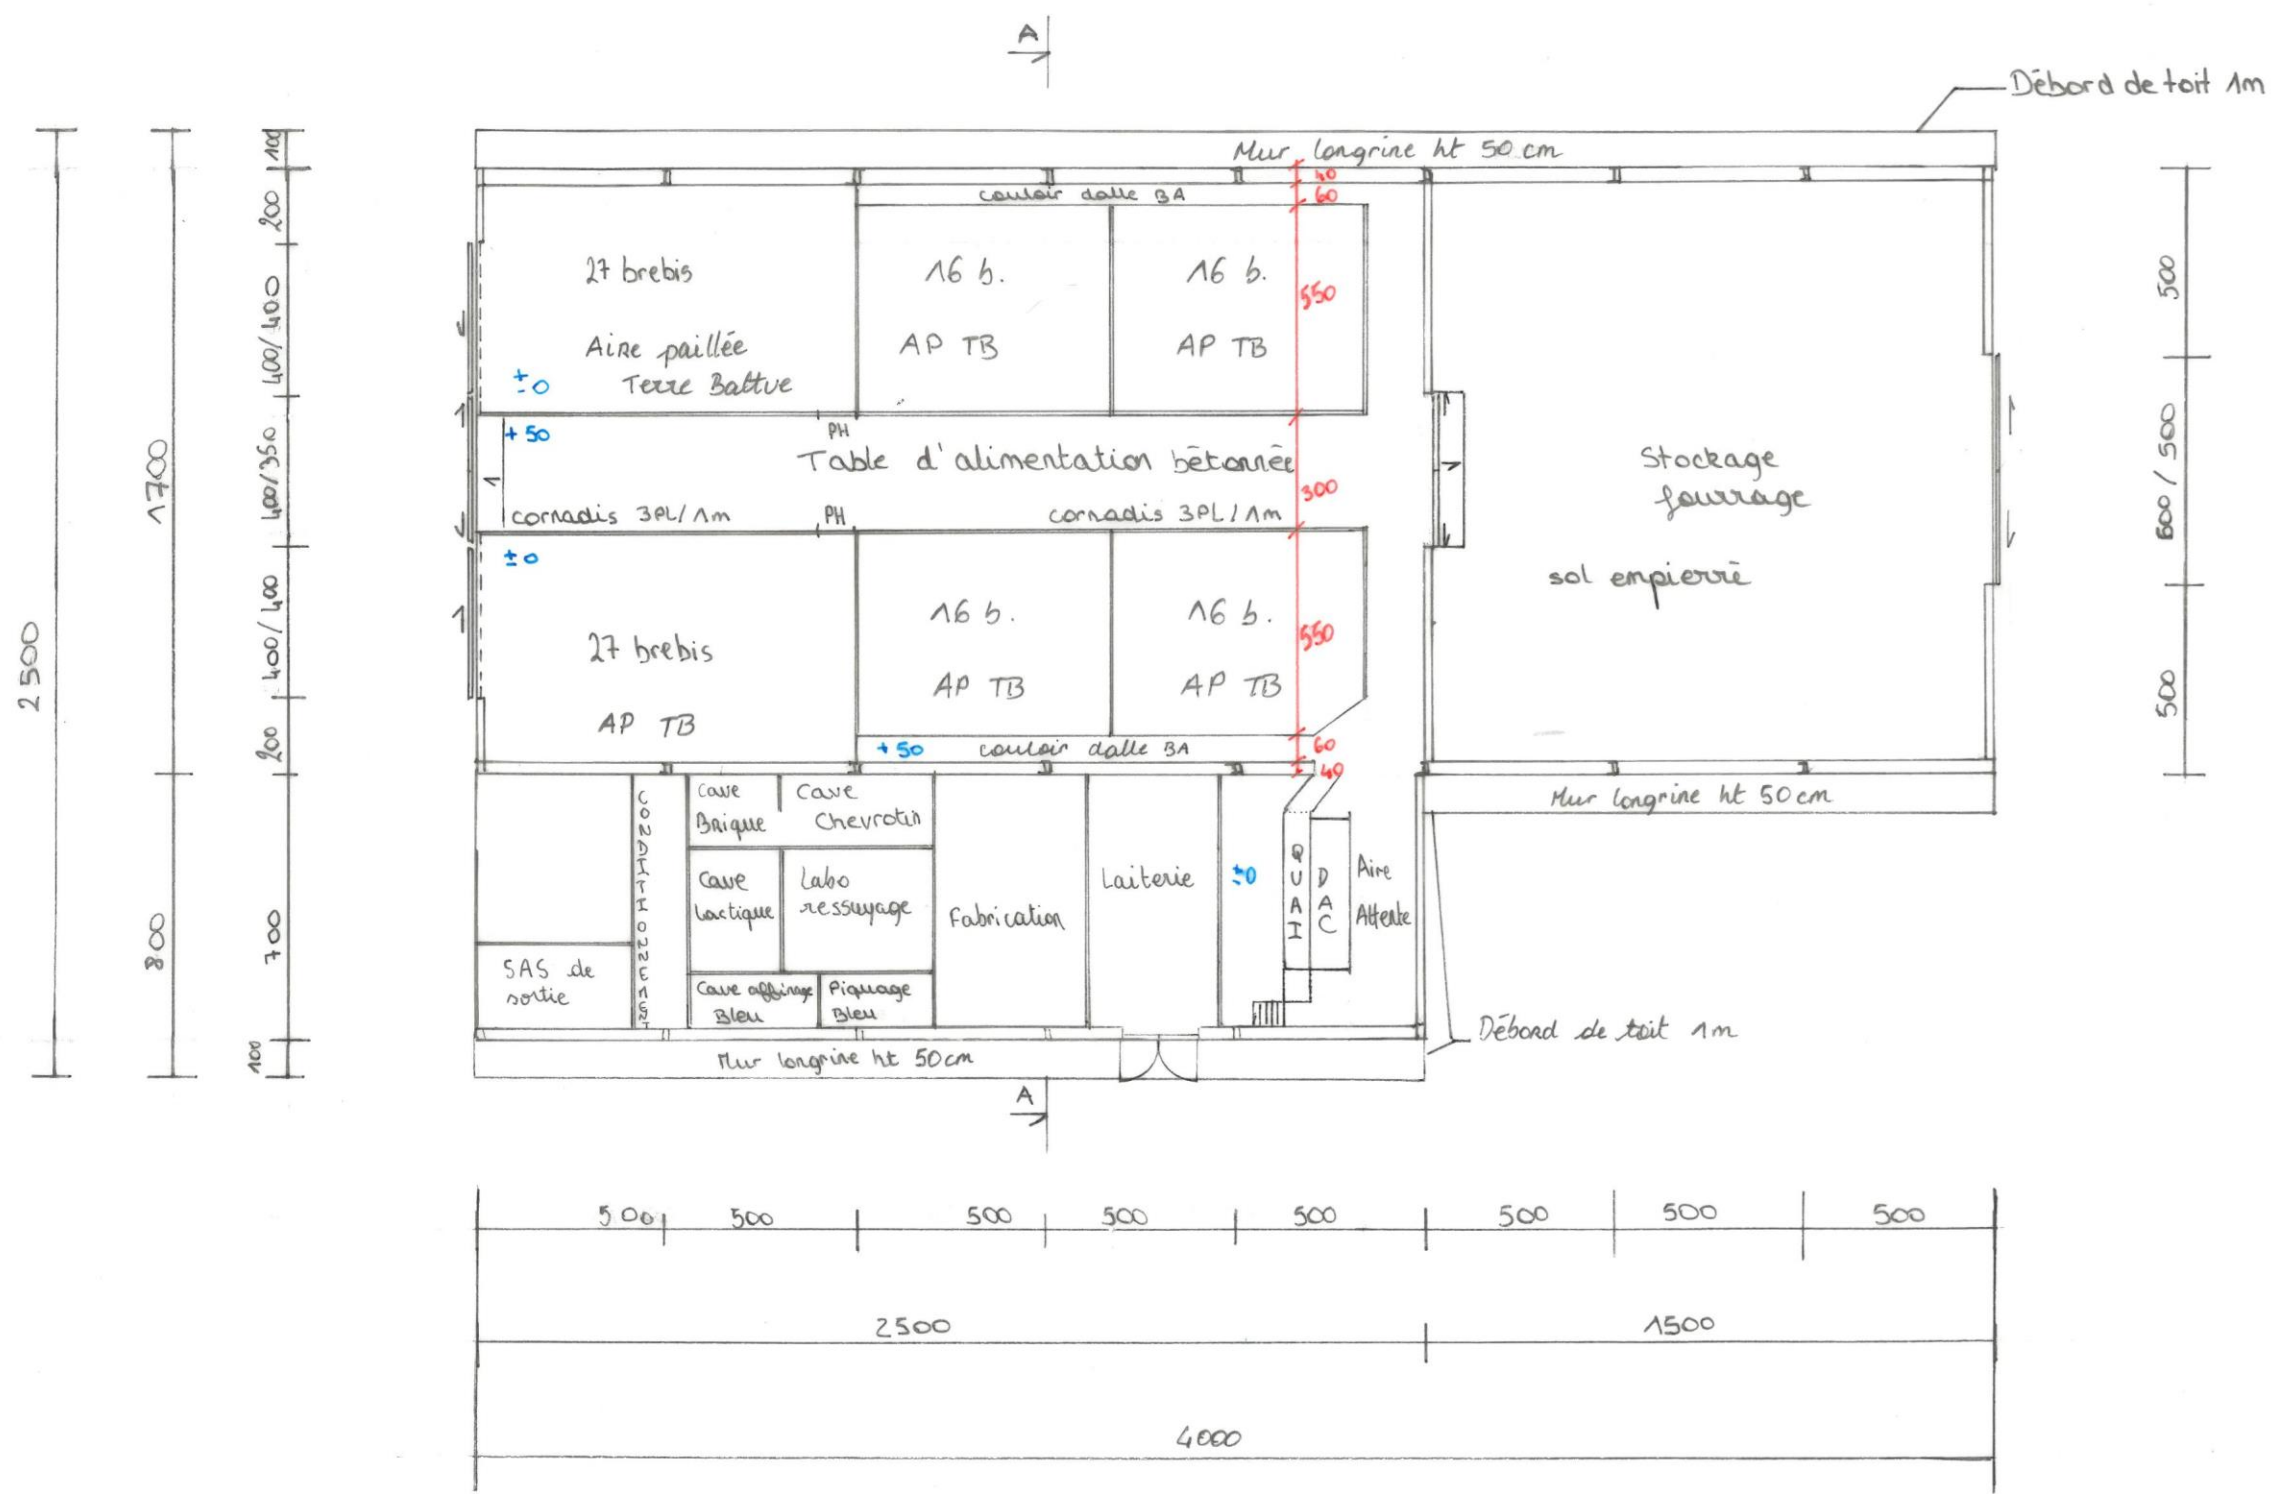 A
Débord de toit 1m
Mur longrine ht 50 cm
100
40
couloir dalle BA
60
200
27 brebis
16 b.
16 b.
550
500
400/400
Aire paillée
AP TB
AP TB
± 0
Terre Battue
+ 50
PH
Table d'alimentation bétonnée
Stockage
fourrage
1700
400/350
300
600/500
cornadis 3PL/1m
PH
cornadis 3PL/1m
± 0
sol empierré
400/400
16 b.
16 b.
550
2500
27 brebis
AP TB
AP TB
500
AP TB
200
+ 50
couloir dalle BA
60
40
Cave
Brique
Cave
Chevrotin
Mur longrine ht 50cm
CONDITIONNEMENT
Cave
lactique
Labo
ressuyage
Fabrication
Laiterie
±0
QUAI
DAC
Aire
Attente
800
700
SAS de
sortie
Cave affinage
Bleu
Piquage
Bleu
Débord de toit 1m
100
Mur longrine ht 50cm
A
500
500
500
500
500
500
500
500
2500
1500
4000